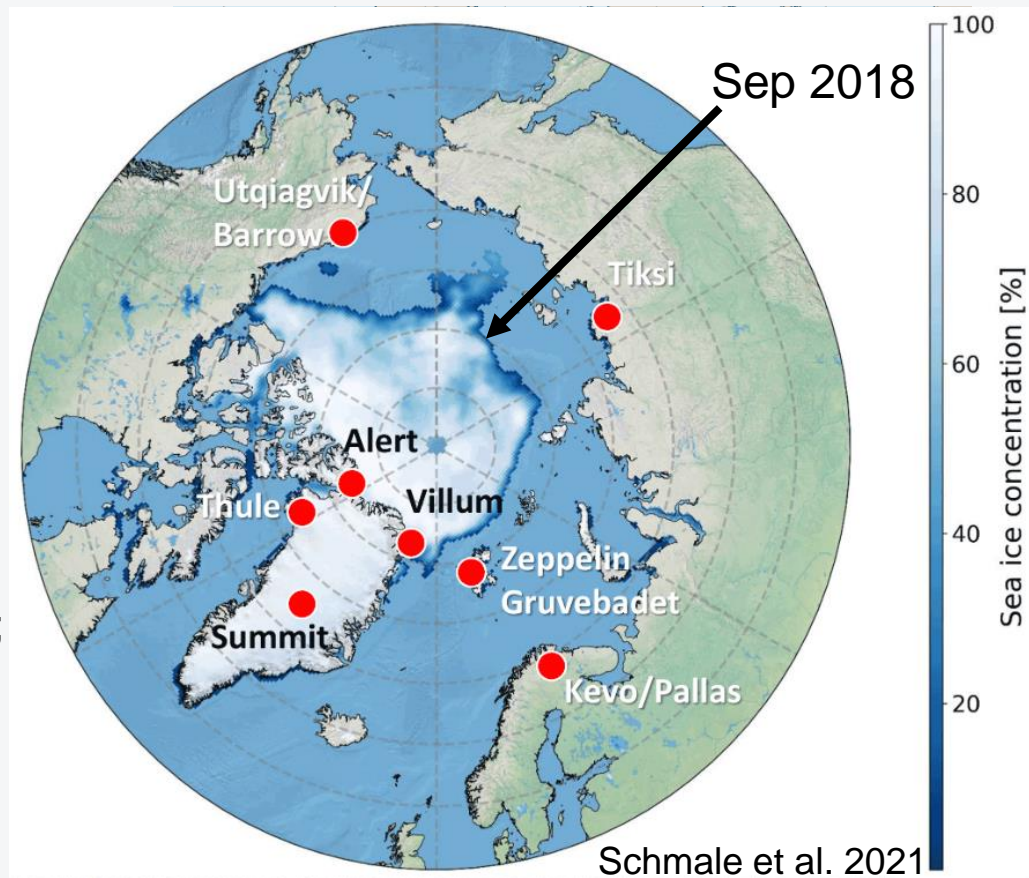 Sep 2018
Utqiagvik/
Barrow
Tiksi
Alert
Thule
Villum
Zeppelin
Gruvebadet
Summit
Kevo/Pallas
Schmale et al. 2021
100
80
60
40
20
Sea ice concentration [%]